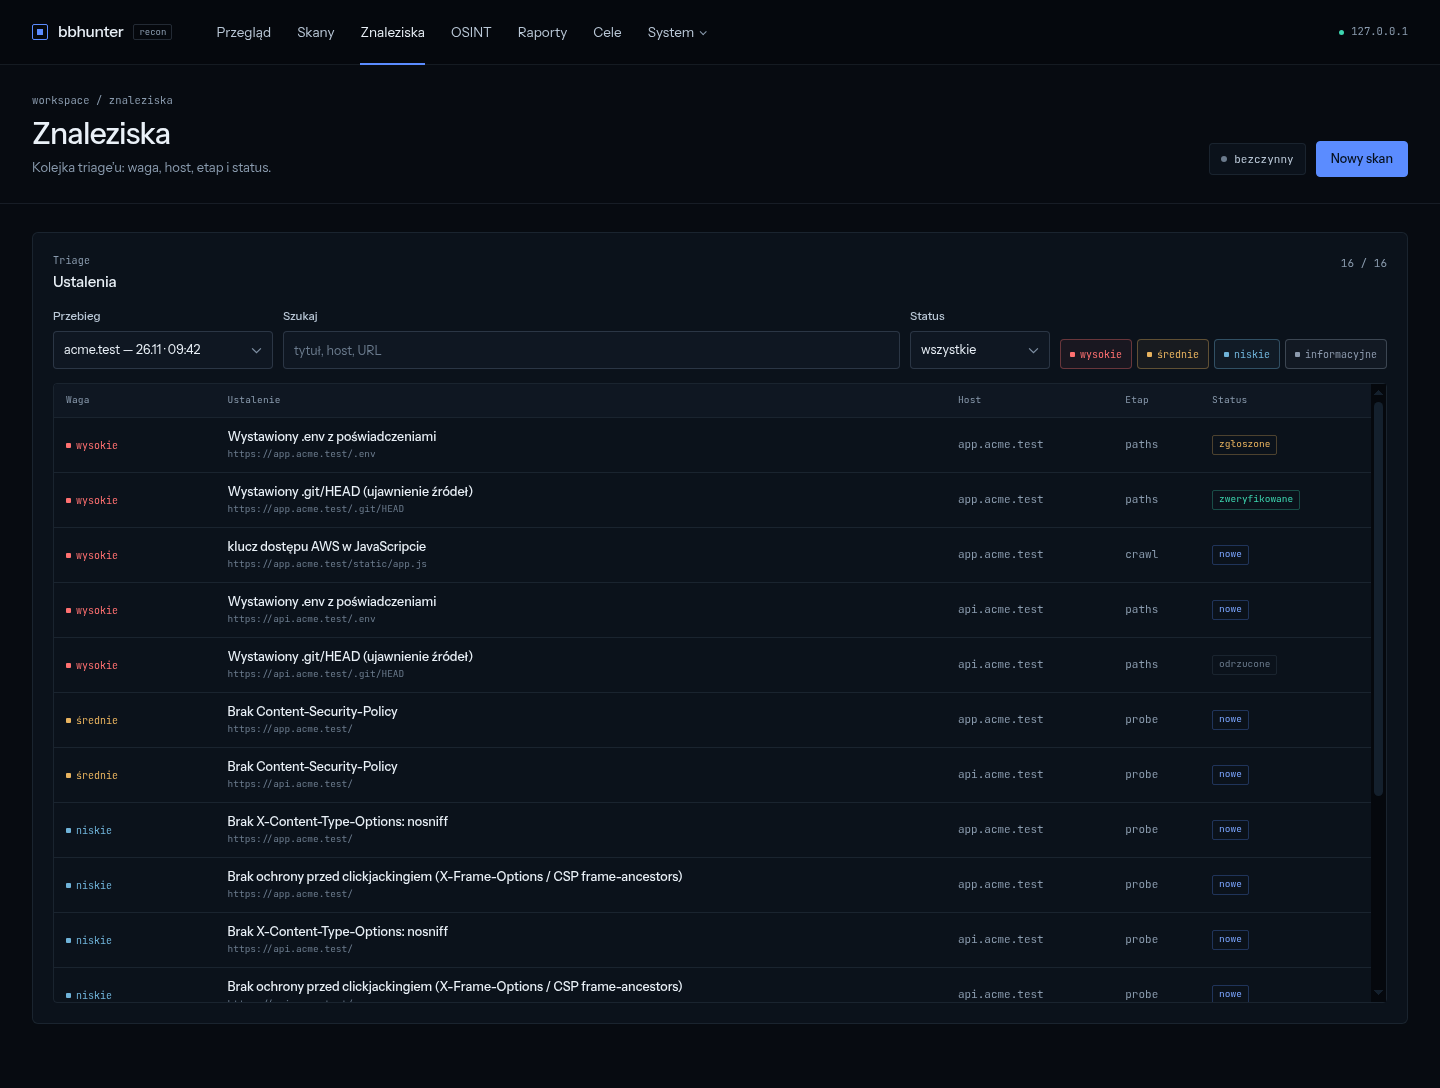 bbhunter recon Przegląd Skany Znaleziska OSINT Raporty Cele System 127.0.0.1
workspace / znaleziska
Znaleziska
Kolejka triage'u: waga, host, etap i status.
bezczynny Nowy skan
Triage
16 / 16
Ustalenia
Przebieg Szukaj Status
acme.test — 26.11 · 09:42 tytuł, host, URL wszystkie wysokie średnie niskie informacyjne
Waga Ustalenie Host Etap Status
wysokie Wystawiony .env z poświadczeniami app.acme.test paths zgłoszone
https://app.acme.test/.env
wysokie Wystawiony .git/HEAD (ujawnienie źródeł) app.acme.test paths zweryfikowane
https://app.acme.test/.git/HEAD
wysokie klucz dostępu AWS w JavaScripcie app.acme.test crawl nowe
https://app.acme.test/static/app.js
wysokie Wystawiony .env z poświadczeniami api.acme.test paths nowe
https://api.acme.test/.env
wysokie Wystawiony .git/HEAD (ujawnienie źródeł) api.acme.test paths odrzucone
https://api.acme.test/.git/HEAD
średnie Brak Content-Security-Policy app.acme.test probe nowe
https://app.acme.test/
średnie Brak Content-Security-Policy api.acme.test probe nowe
https://api.acme.test/
niskie Brak X-Content-Type-Options: nosniff app.acme.test probe nowe
https://app.acme.test/
niskie Brak ochrony przed clickjackingiem (X-Frame-Options / CSP frame-ancestors) app.acme.test probe nowe
https://app.acme.test/
niskie Brak X-Content-Type-Options: nosniff api.acme.test probe nowe
https://api.acme.test/
niskie Brak ochrony przed clickjackingiem (X-Frame-Options / CSP frame-ancestors) api.acme.test probe nowe